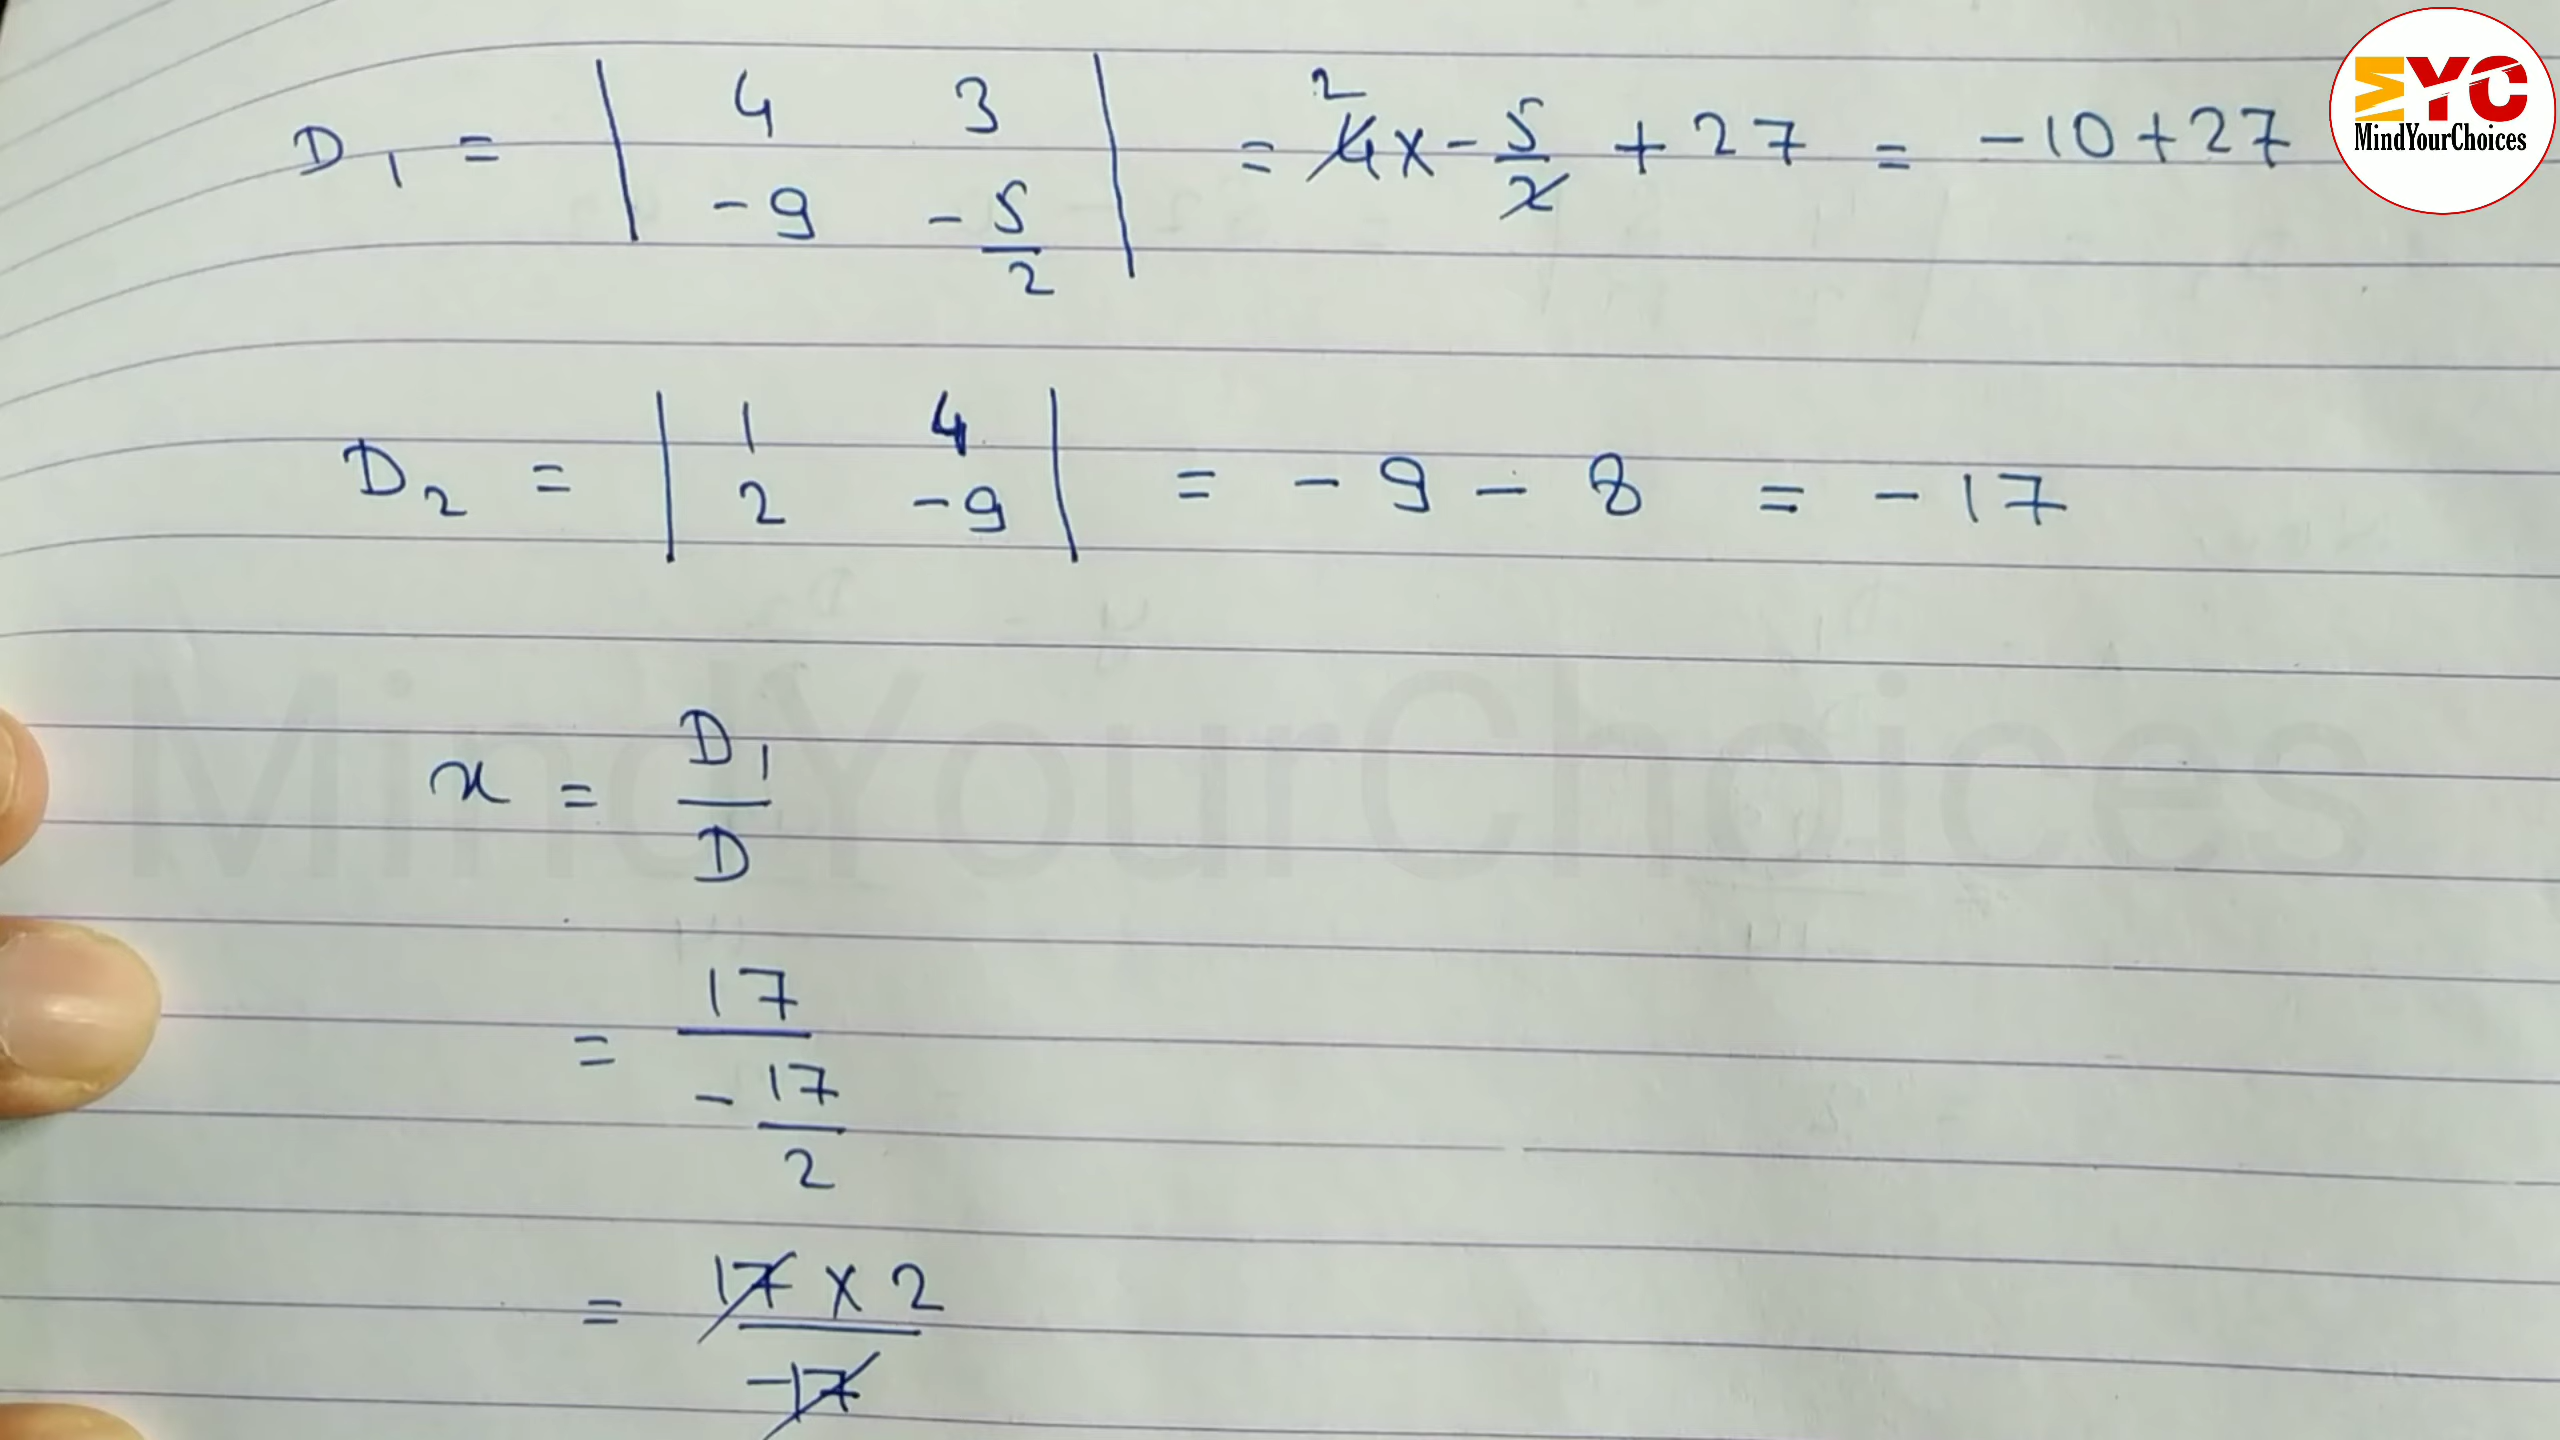 D₁ = | 4 3 | = 2 4 x - 5/2 + 27 = -10 + 27
| -9 -5/2 |
D₂ = | 1 4 | = -9 - 8 = -17
| 2 -9 |
x = D₁/D
= 17/(-17/2)
= 17 x 2/-17
MYC
MindYourChoices
MindYourChoices